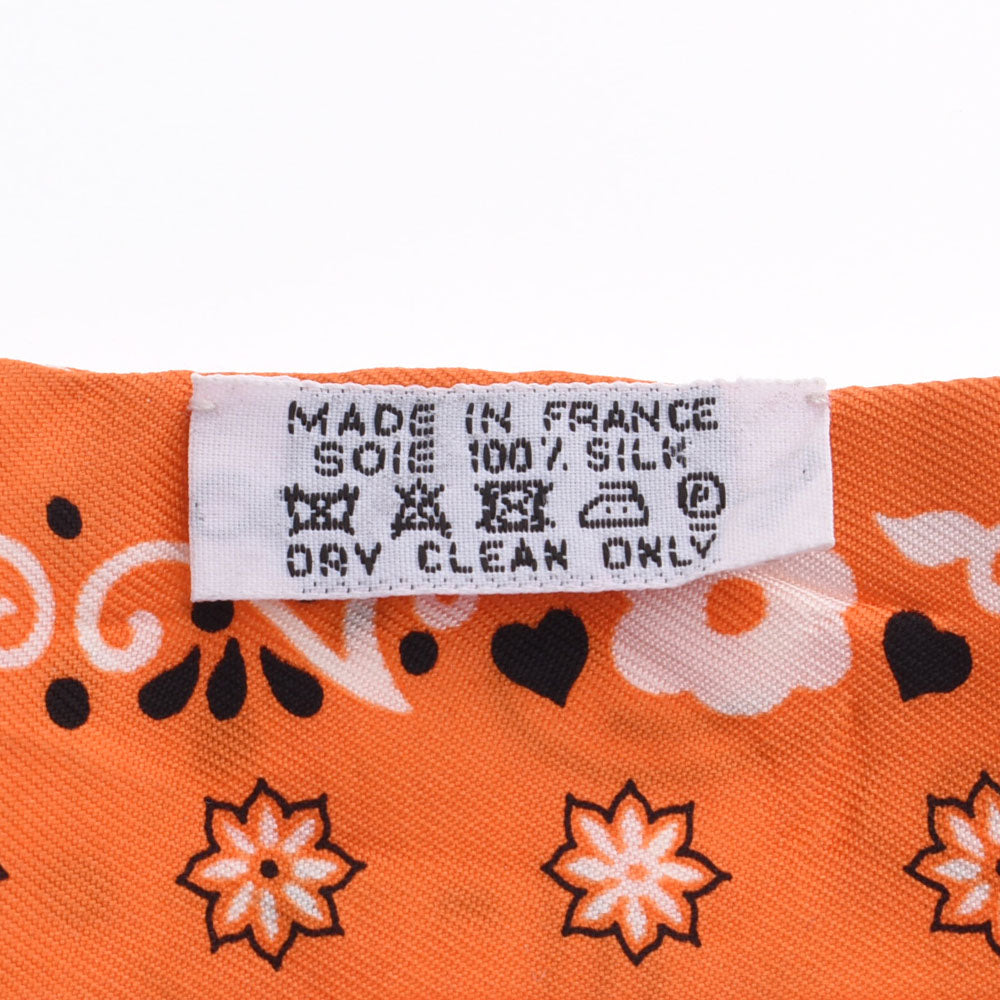 MADE IN FRANCE
SOIE 100% SILK
P
DRY CLEAN ONLY